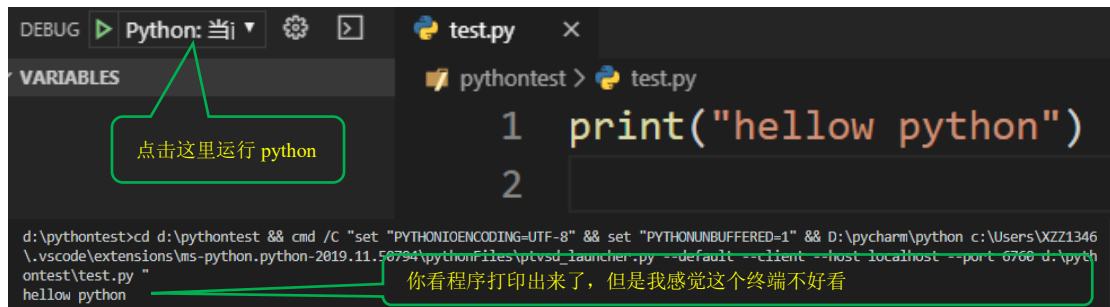 DEBUG Python: 当前 test.py
VARIABLES
pythontest > test.py
点击这里运行 python
1 print("hellow python")
2
d:\pythontest>cd d:\pythontest && cmd /C "set "PYTHONIOENCODING=UTF-8" && set "PYTHONUNBUFFERED=1" && D:\pycharm\python c:\Users\XZZ1346
\.vscode\extensions\ms-python.python-2019.11.50794\pythonFiles\ptvsd_launcher.py --default --client --host localhost --port 6760 d:\pyth
ontest\test.py "
hellow python
你看程序打印出来了，但是我感觉这个终端不好看